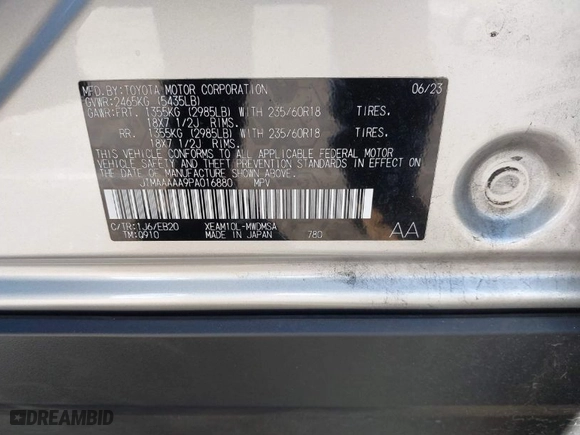 MFD.BY:TOYOTA MOTOR CORPORATION 06/23
GVWR:2465KG (5435LB)
GAWR:FRT. 1355KG (2985LB) WITH 235/60R18 TIRES.
18X7 1/2J RIMS.
RR. 1355KG (2985LB) WITH 235/60R18 TIRES.
18X7 1/2J RIMS.
THIS VEHICLE CONFORMS TO ALL APPLICABLE FEDERAL MOTOR
VEHICLE SAFETY AND THEFT PREVENTION STANDARDS IN EFFECT ON
THE DATE OF MANUFACTURE SHOWN ABOVE.
JTMAAAAA9PA016880 MPV
C/TR:1J6/EB20 XEAM10L-MWDMSA AA
TM:Q910 MADE IN JAPAN 780
DREAMBID